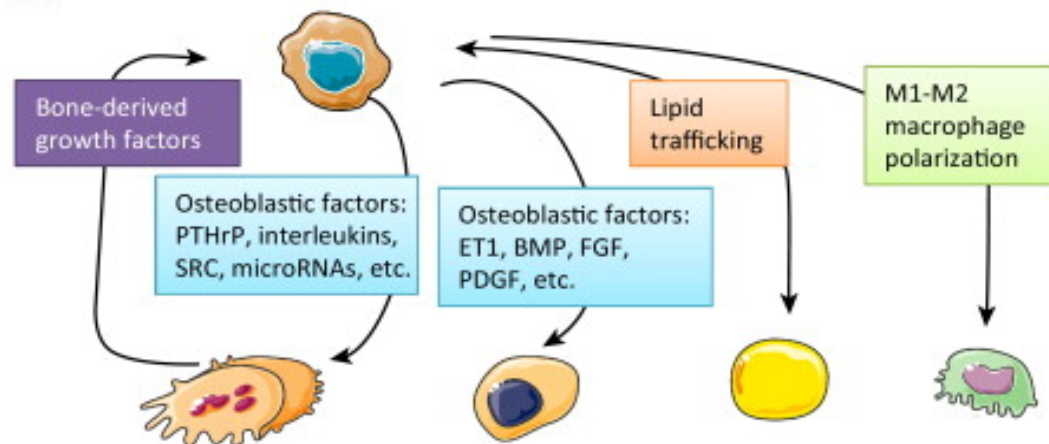 Bone-derived
growth factors
Osteoblastic factors:
PTHrP, interleukins,
SRC, microRNAs, etc.
Osteoblastic factors:
ET1, BMP, FGF,
PDGF, etc.
Lipid
trafficking
M1-M2
macrophage
polarization